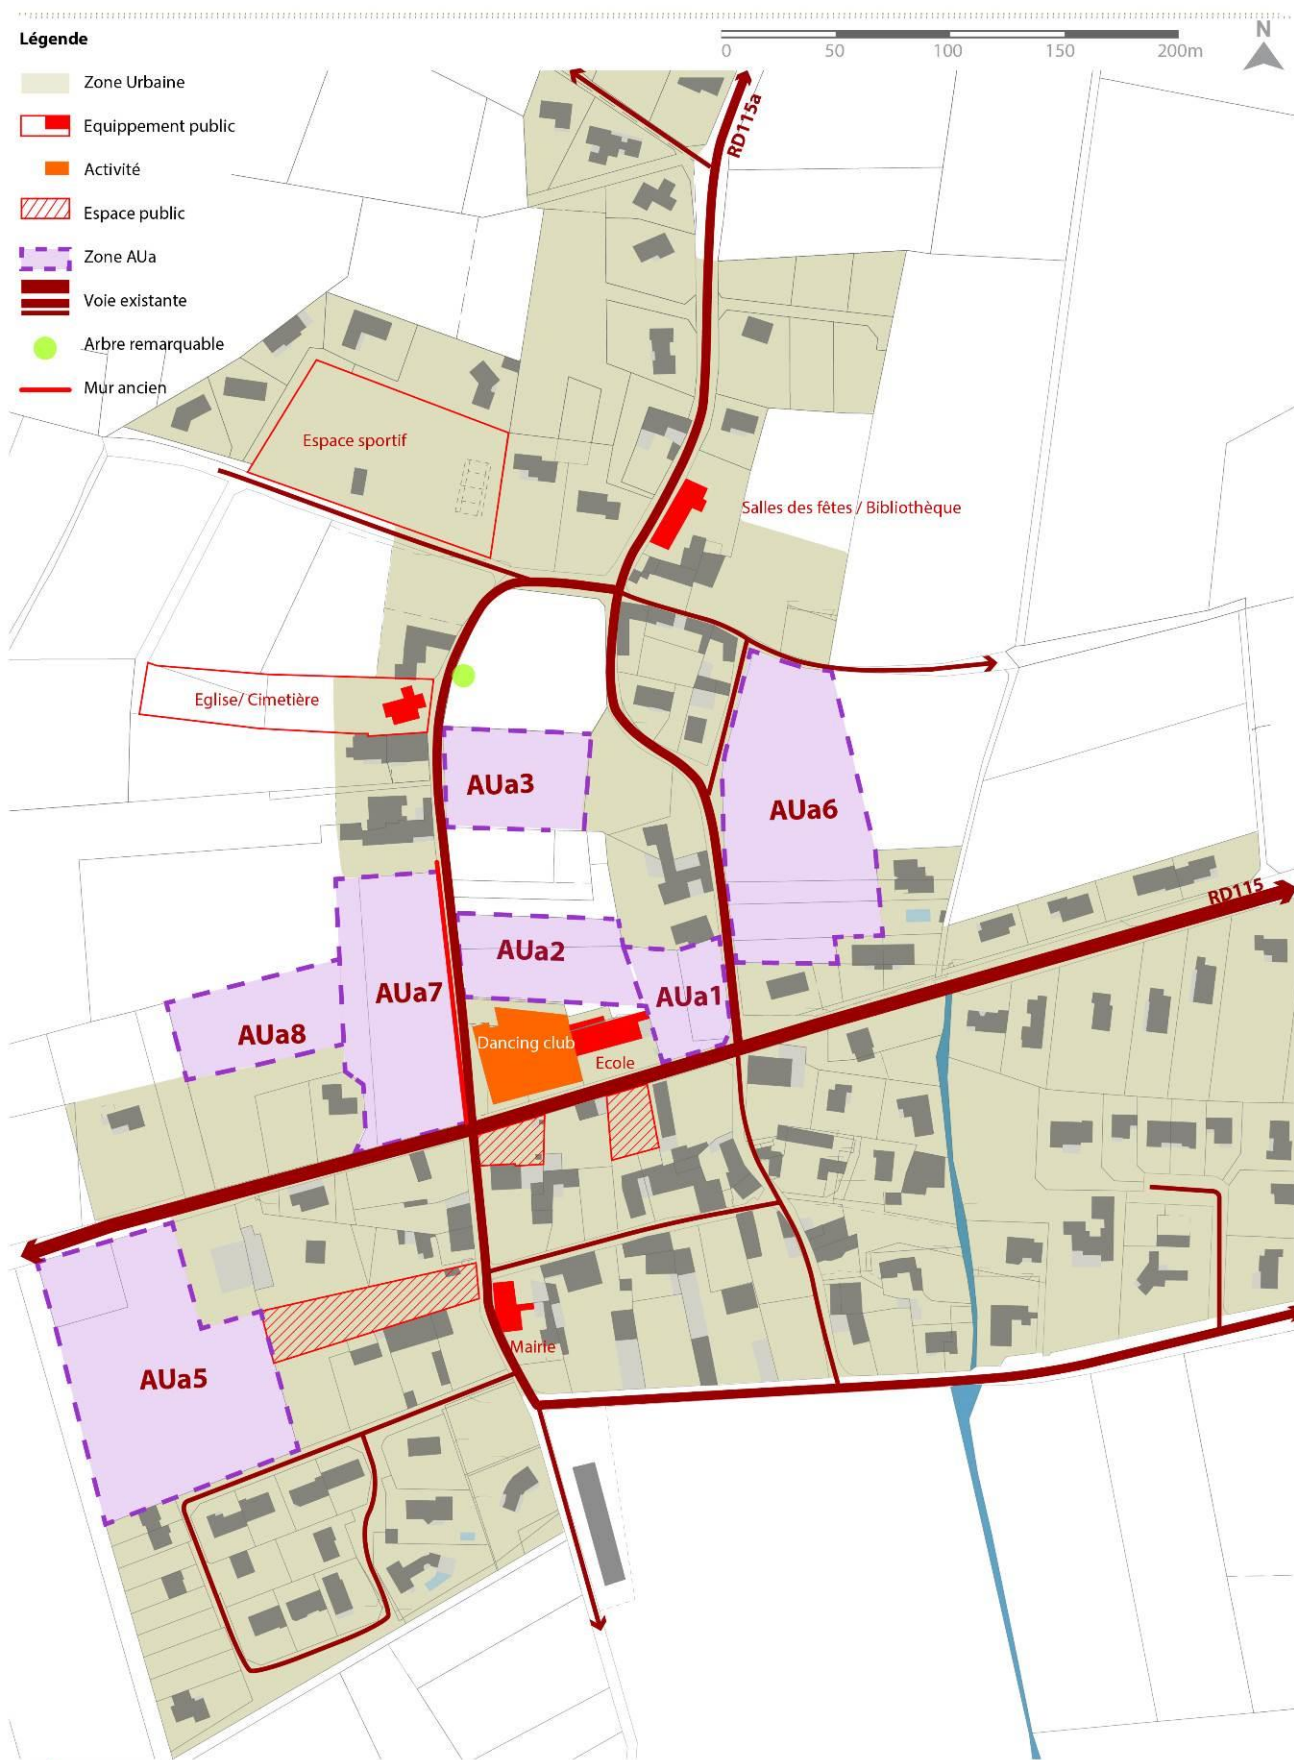 Légende
Zone Urbaine
Equippement public
Activité
Espace public
Zone AUa
Voie existante
Arbre remarquable
Mur ancien
0 50 100 150 200m
N
RD115a
Espace sportif
Salles des fêtes / Bibliothèque
Eglise/ Cimetière
AUa3
AUa6
RD115
AUa2
AUa7
AUa1
AUa8
Dancing club
Ecole
Mairie
AUa5